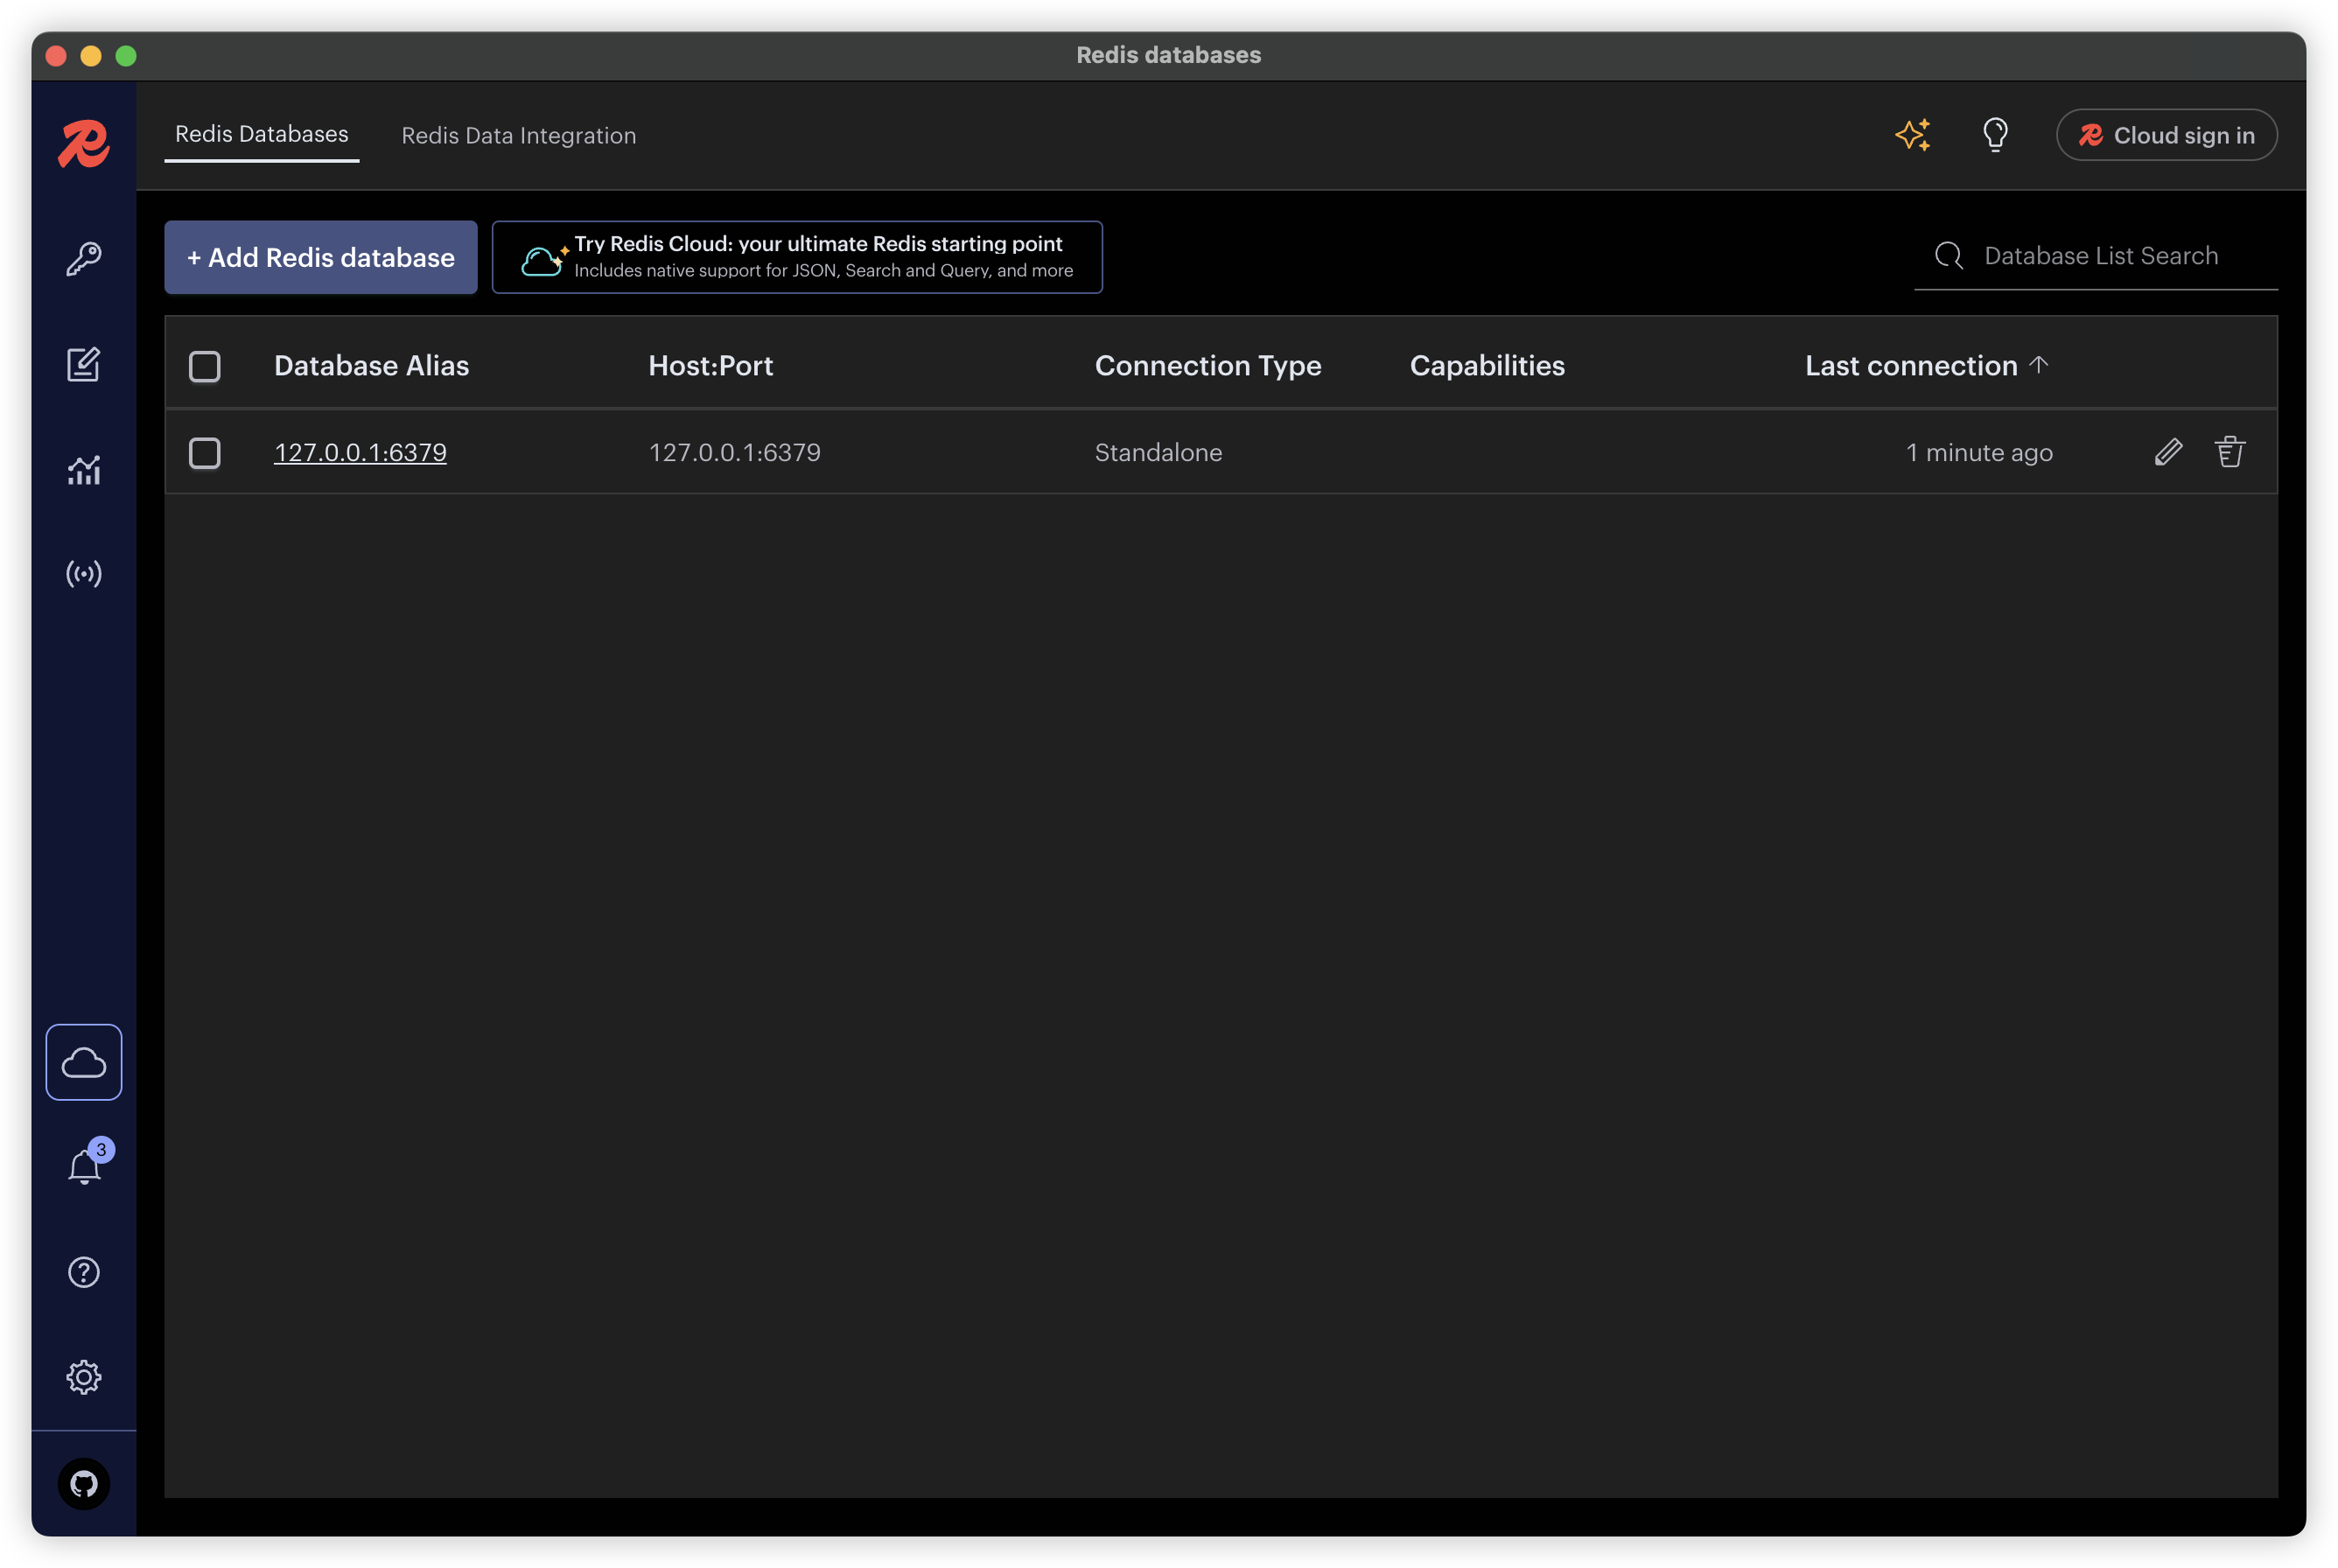 Redis databases
Redis Databases
Redis Data Integration
Cloud sign in
+ Add Redis database
Try Redis Cloud: your ultimate Redis starting point
Includes native support for JSON, Search and Query, and more
Database List Search
Database Alias
Host:Port
Connection Type
Capabilities
Last connection
127.0.0.1:6379
127.0.0.1:6379
Standalone
1 minute ago
3